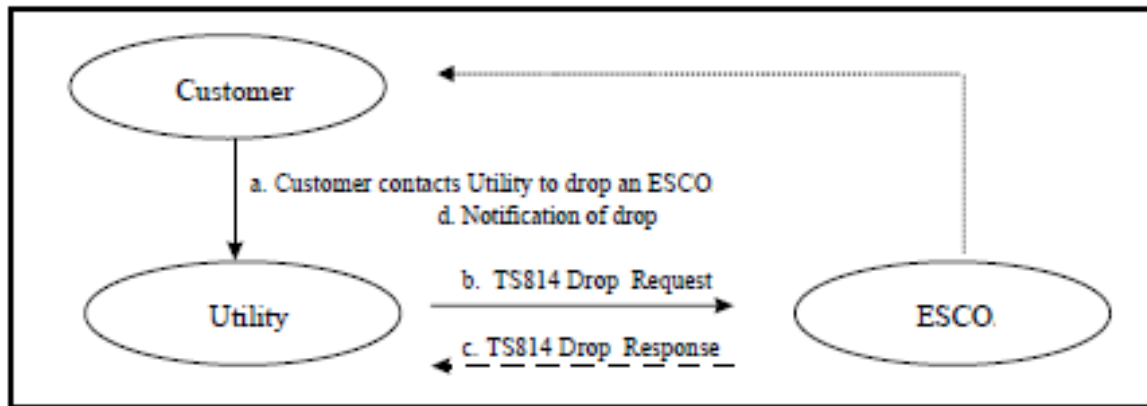 Customer
a. Customer contacts Utility to drop an ESCO
d. Notification of drop
b. TS814 Drop Request
Utility
ESCO.
c. TS814 Drop Response